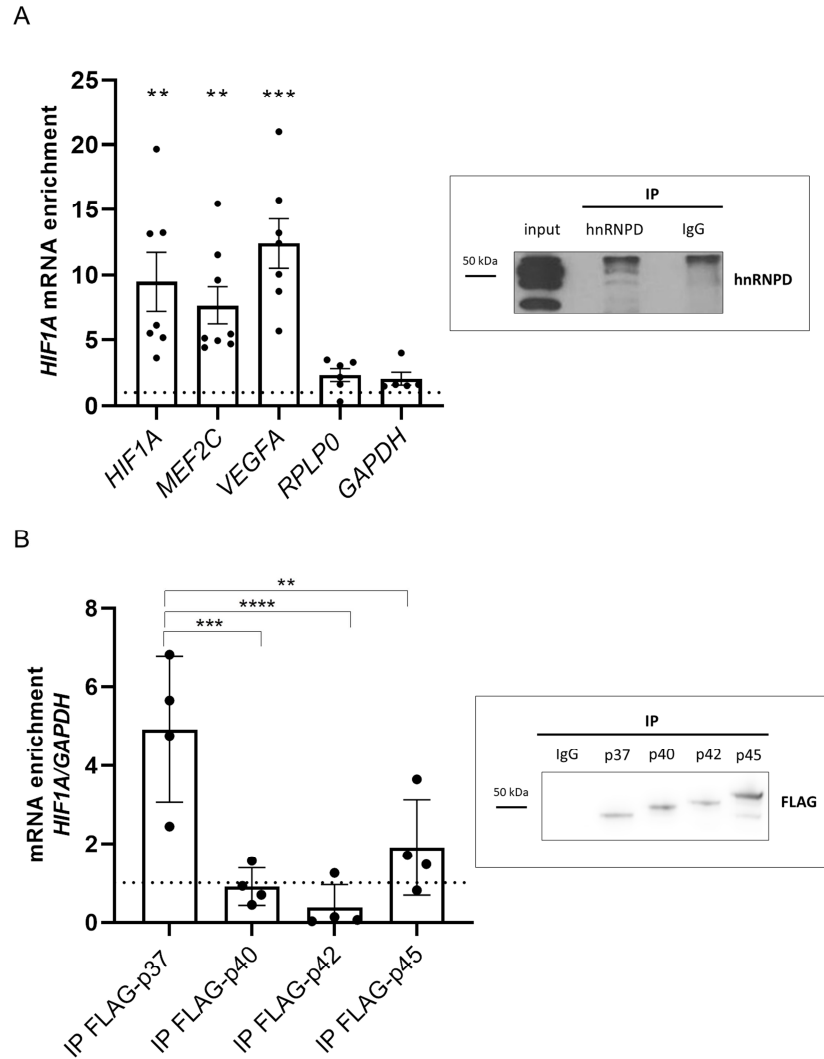 A
HIF1A mRNA enrichment
25
20
15
10
5
0
** ** ***
HIF1A
MEF2C
VEGFA
RPLP0
GAPDH
IP
input hnRNPD IgG
50 kDa
hnRNPD
B
mRNA enrichment
HIF1A/GAPDH
8
6
4
2
0
**
****
***
IP FLAG-p37
IP FLAG-p40
IP FLAG-p42
IP FLAG-p45
IP
IgG p37 p40 p42 p45
50 kDa
FLAG